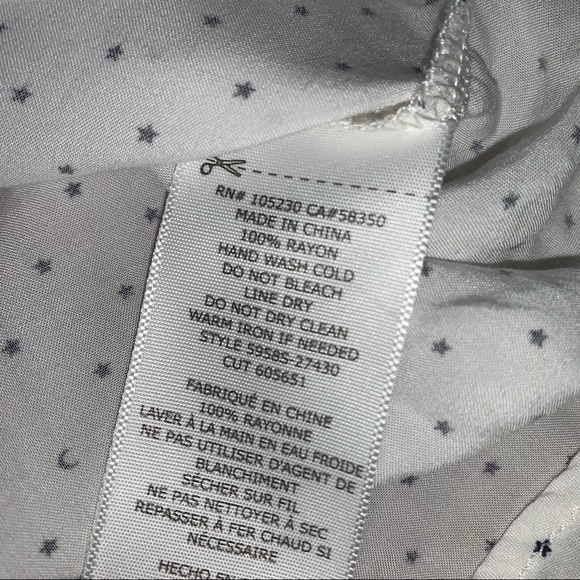 RN# 105230 CA#58350
MADE IN CHINA
100% RAYON
HAND WASH COLD
DO NOT BLEACH
LINE DRY
DO NOT DRY CLEAN
WARM IRON IF NEEDED
STYLE 5958S-27430
CUT 605651
FABRIQUÉ EN CHINE
100% RAYONNE
LAVER À LA MAIN EN EAU FROIDE
NE PAS UTILISER D'AGENT DE
BLANCHIMENT
SÉCHER SUR FIL
NE PAS NETTOYER À SEC
REPASSER À FER CHAUD SI
NÉCESSAIRE
HECHO EN